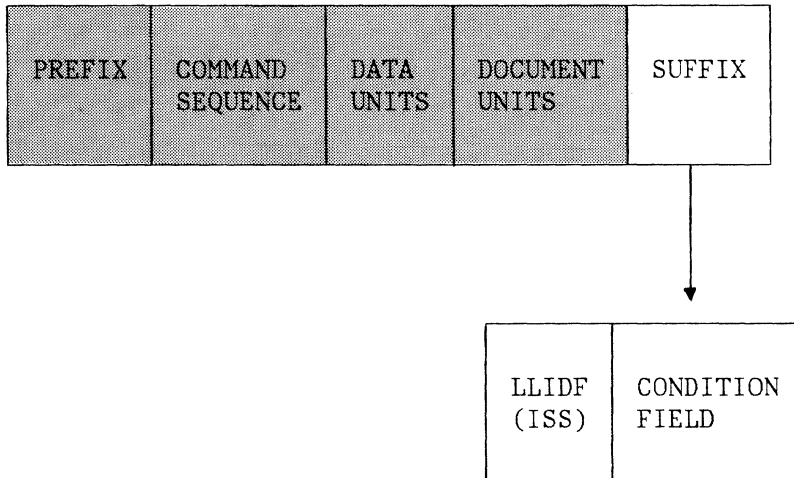 PREFIX
COMMAND
SEQUENCE
DATA
UNITS
DOCUMENT
UNITS
SUFFIX
LLIDF
(ISS)
CONDITION
FIELD